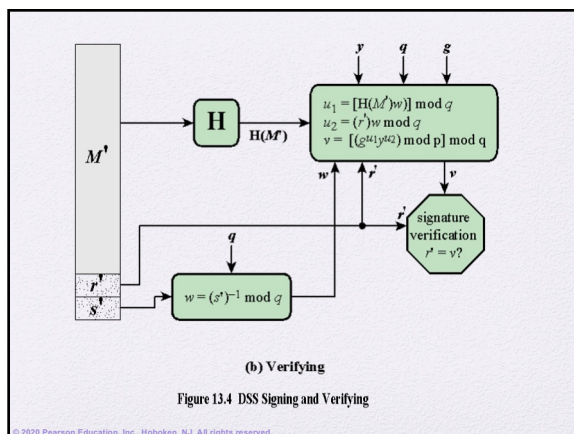 y q g
u1 = [H(M')w)] mod q
u2 = (r')w mod q
v = [(g^u1 y^u2) mod p] mod q
H
H(M')
M'
w r' v
r' signature
verification
r' = v?
q
r'
s'
w = (s')^-1 mod q
(b) Verifying
Figure 13.4 DSS Signing and Verifying
© 2020 Pearson Education, Inc., Hoboken, NJ. All rights reserved.